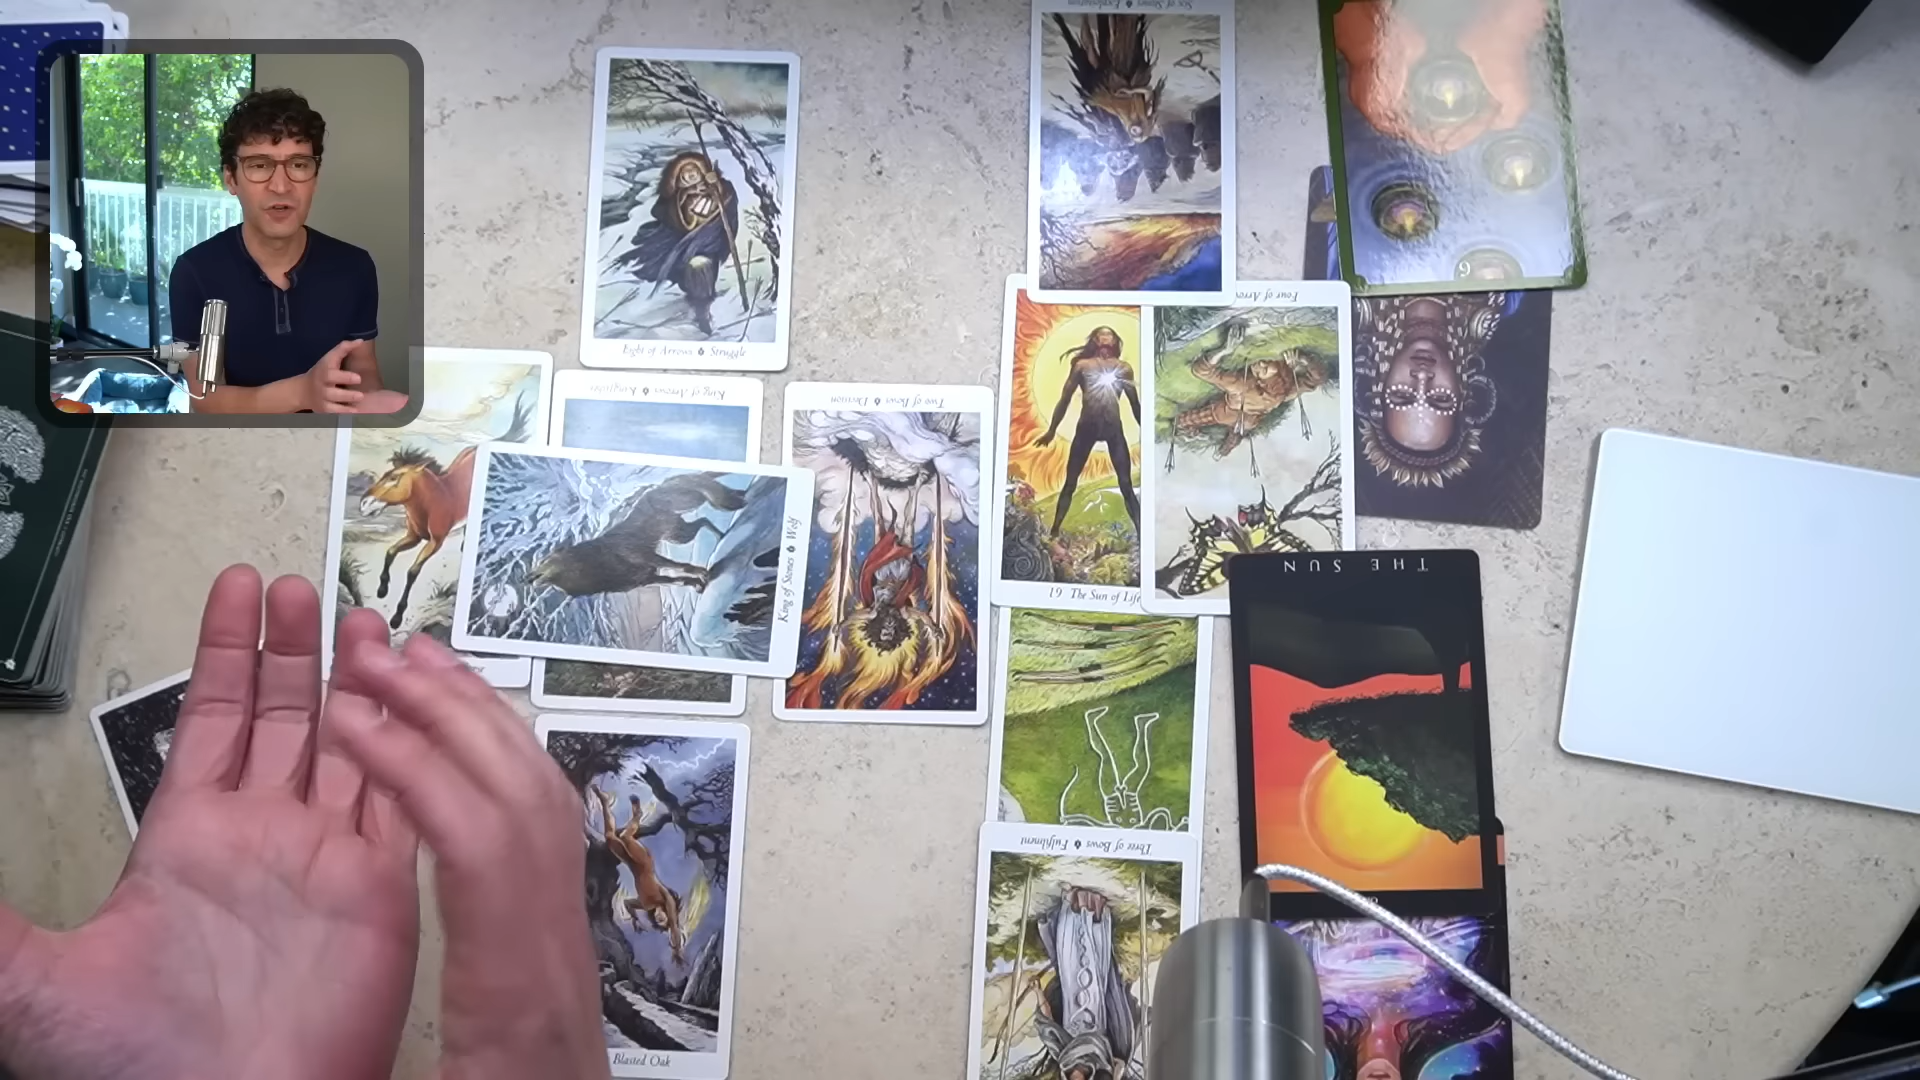 Six of Stones Exploration
Eight of Arrows Struggle
King of Arrows Kingfisher
Two of Bows Decision
Four of Arrows
9
King of Stones Wolf
19 The Sun of Life
THE SUN
Three of Bows Fulfilment
Blasted Oak